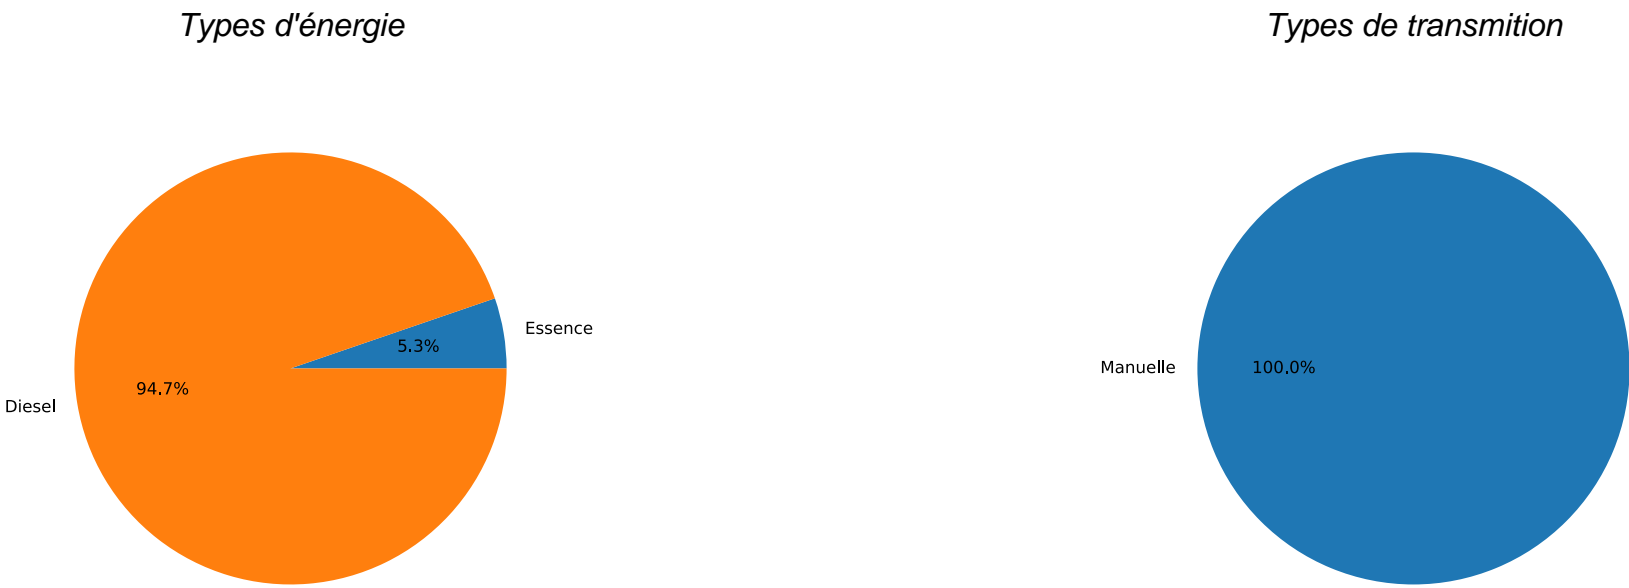 Types d'énergie
Types de transmition
Essence
5.3%
94.7%
Diesel
Manuelle
100.0%